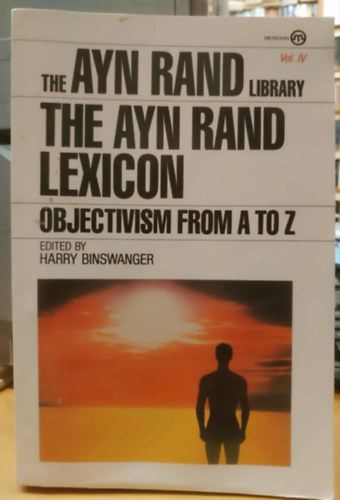 Vol. IV
THE AYN RAND LIBRARY
THE AYN RAND
LEXICON
OBJECTIVISM FROM A TO Z
EDITED BY
HARRY BINSWANGER